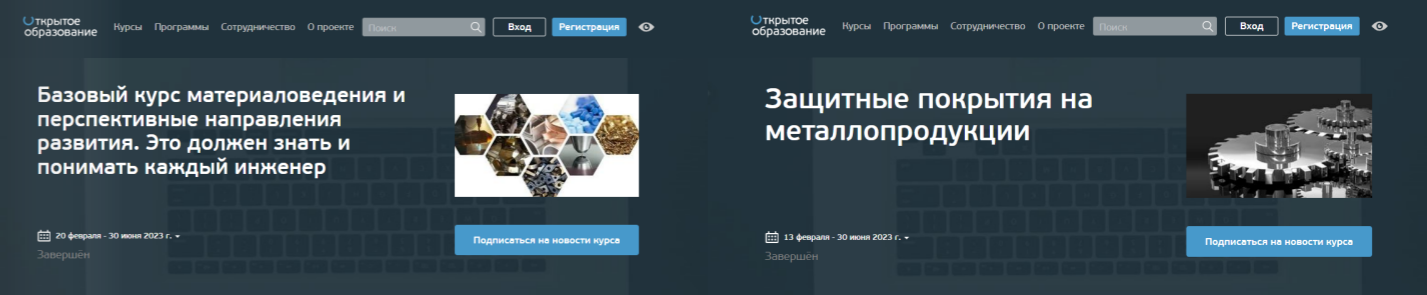 Открытое
образование
Курсы Программы Сотрудничество О проекте Поиск Вход Регистрация
Базовый курс материаловедения и
перспективные направления
развития. Это должен знать и
понимать каждый инженер
20 февраля - 30 июня 2023 г.
Завершён
Подписаться на новости курса
Открытое
образование
Курсы Программы Сотрудничество О проекте Поиск Вход Регистрация
Защитные покрытия на
металлопродукции
13 февраля - 30 июня 2023 г.
Завершён
Подписаться на новости курса